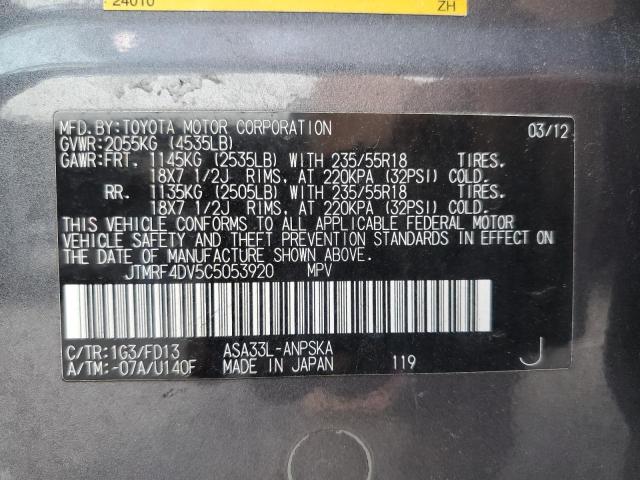 24010 ZH
MFD.BY:TOYOTA MOTOR CORPORATION 03/12
GVWR:2055KG (4535LB)
GAWR:FRT. 1145KG (2535LB) WITH 235/55R18 TIRES.
18X7 1/2J RIMS, AT 220KPA (32PSI) COLD.
RR. 1135KG (2505LB) WITH 235/55R18 TIRES.
18X7 1/2J RIMS, AT 220KPA (32PSI) COLD.
THIS VEHICLE CONFORMS TO ALL APPLICABLE FEDERAL MOTOR
VEHICLE SAFETY AND THEFT PREVENTION STANDARDS IN EFFECT ON
THE DATE OF MANUFACTURE SHOWN ABOVE.
JTMRF4DV5C5053920 MPV
C/TR:1G3/FD13 ASA33L-ANPSKA
A/TM:-07A/U140F MADE IN JAPAN 119 J